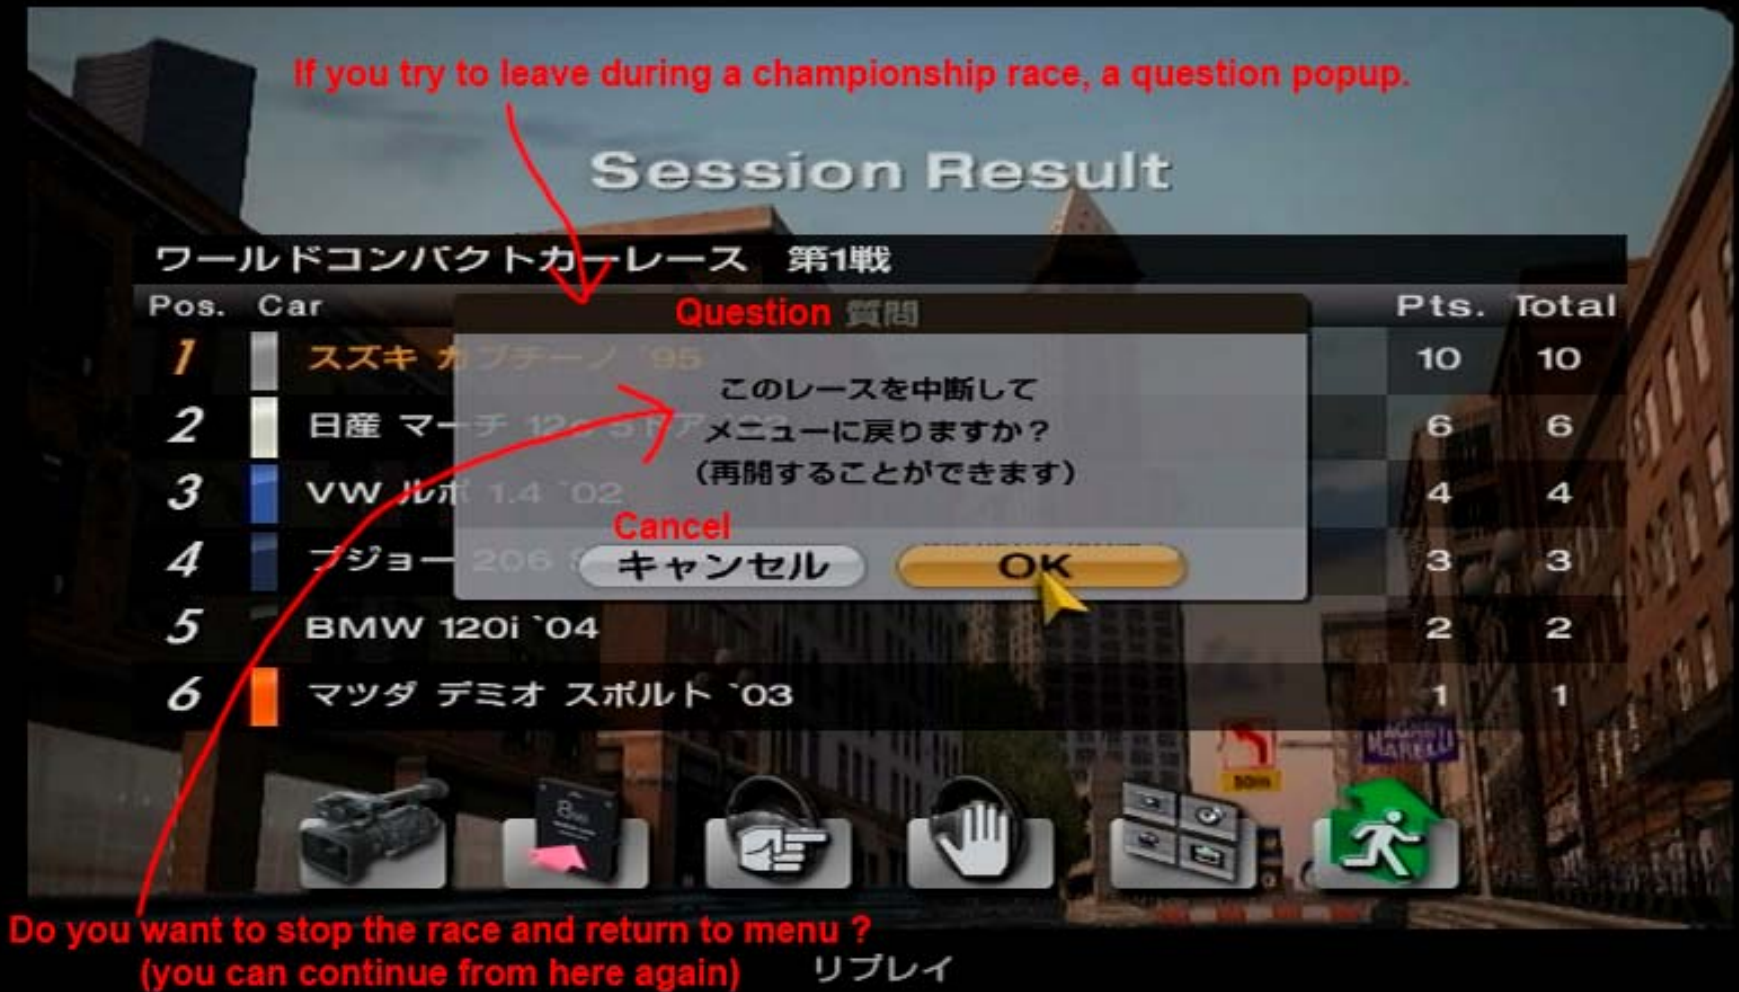 If you try to leave during a championship race, a question popup.
Session Result
ワールドコンパクトカーレース 第1戦
Pos. Car Pts. Total
Question 質問
1 スズキ カプチーノ `95 10 10
このレースを中断して
2 日産 マーチ 12c 5ドア 6 6
メニューに戻りますか?
(再開することができます)
3 VW ルポ 1.4 `02 4 4
Cancel
4 プジョー 206 3 3
キャンセル OK
5 BMW 120i `04 2 2
6 マツダ デミオ スポルト `03 1 1
MAGNETI
MARELLI
50m
Do you want to stop the race and return to menu ?
(you can continue from here again)
リプレイ